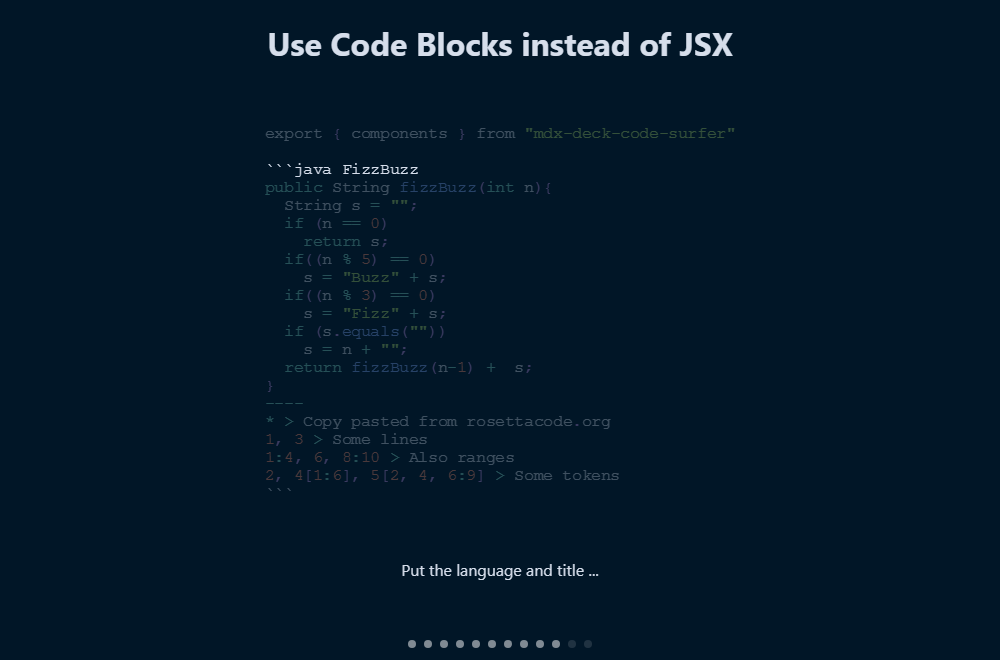 Use Code Blocks instead of JSX
export { components } from "mdx-deck-code-surfer"
```java FizzBuzz
public String fizzBuzz(int n){
  String s = "";
  if (n == 0)
    return s;
  if((n % 5) == 0)
    s = "Buzz" + s;
  if((n % 3) == 0)
    s = "Fizz" + s;
  if (s.equals(""))
    s = n + "";
  return fizzBuzz(n-1) +  s;
}
----
* > Copy pasted from rosettacode.org
1, 3 > Some lines
1:4, 6, 8:10 > Also ranges
2, 4[1:6], 5[2, 4, 6:9] > Some tokens
```
Put the language and title ...